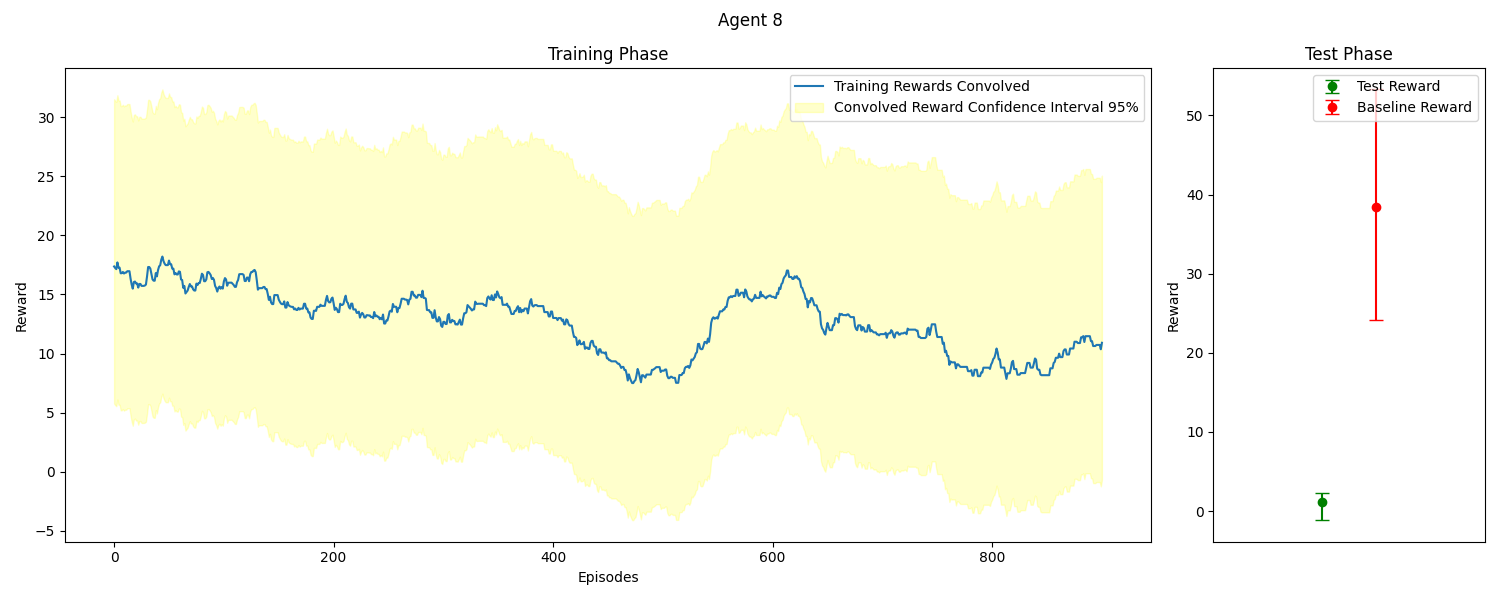 Agent 8
Training Phase
Training Rewards Convolved
Convolved Reward Confidence Interval 95%
Reward
30
25
20
15
10
5
0
−5
0
200
400
600
800
Episodes
Test Phase
Test Reward
Baseline Reward
Reward
50
40
30
20
10
0